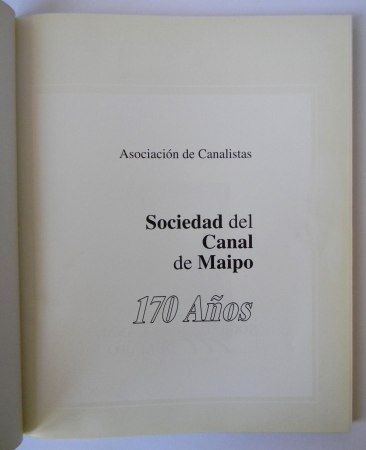 Asociación de Canalistas
Sociedad del
Canal
de Maipo
170 Años